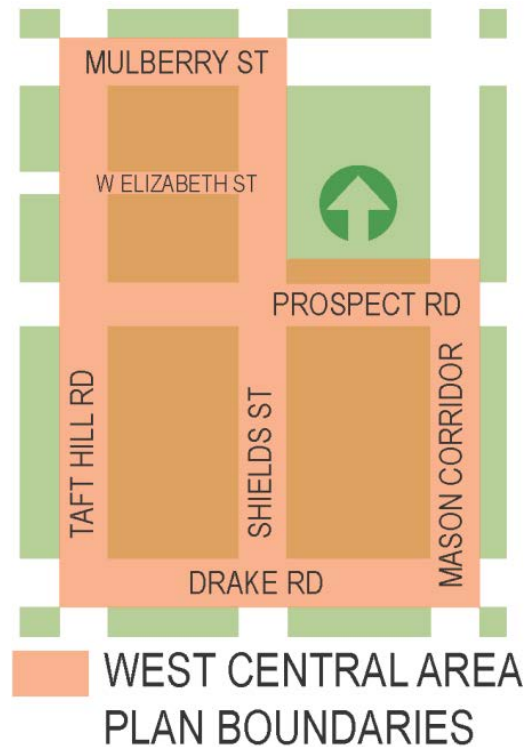 MULBERRY ST
W ELIZABETH ST
PROSPECT RD
TAFT HILL RD
SHIELDS ST
MASON CORRIDOR
DRAKE RD
WEST CENTRAL AREA
PLAN BOUNDARIES